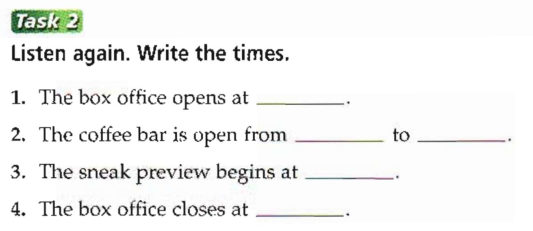 Task 2
Listen again. Write the times.
1. The box office opens at ________.
2. The coffee bar is open from ________ to ________.
3. The sneak preview begins at ________.
4. The box office closes at ________.